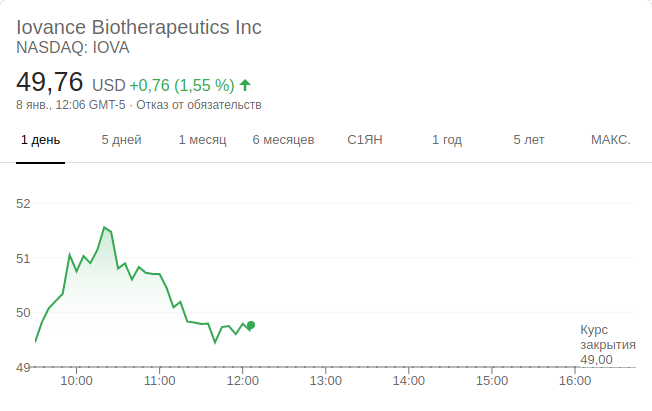 Iovance Biotherapeutics Inc
NASDAQ: IOVA
49,76 USD +0,76 (1,55 %)
8 янв., 12:06 GMT-5 · Отказ от обязательств
1 день 5 дней 1 месяц 6 месяцев С1ЯН 1 год 5 лет МАКС.
52
51
50
49
Курс
закрытия
49,00
10:00 11:00 12:00 13:00 14:00 15:00 16:00